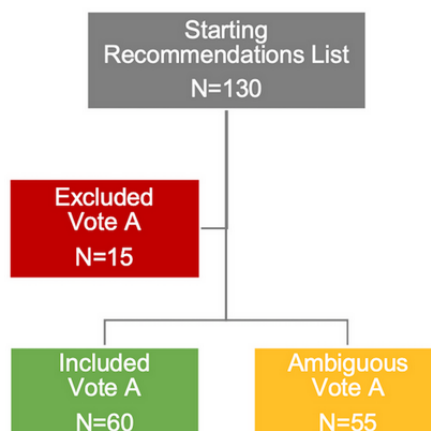 Starting
Recommendations List
N=130
Excluded
Vote A
N=15
Included
Vote A
N=60
Ambiguous
Vote A
N=55